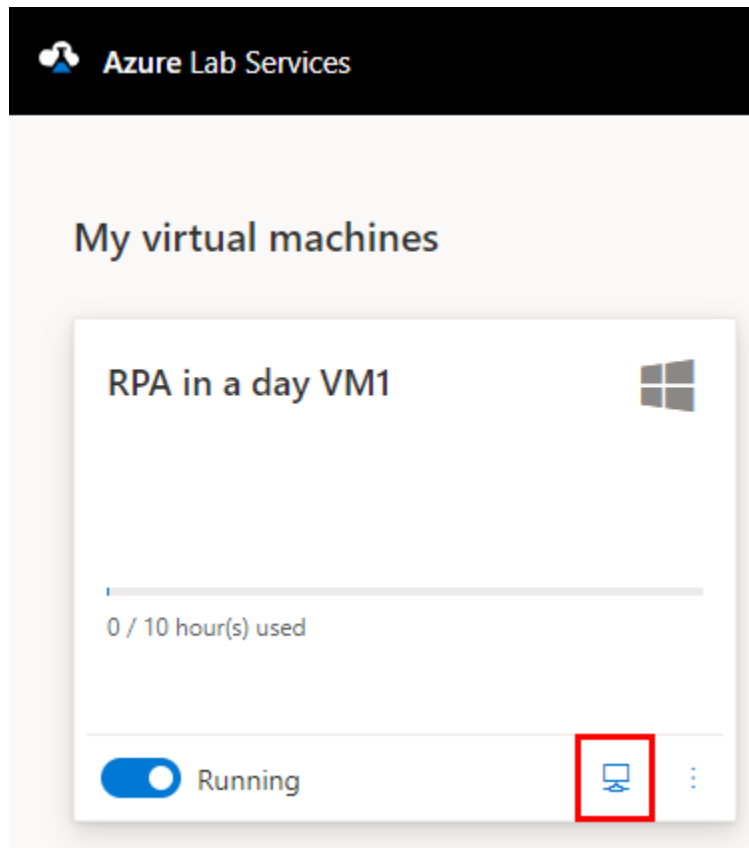 Azure Lab Services
My virtual machines
RPA in a day VM1
0 / 10 hour(s) used
Running